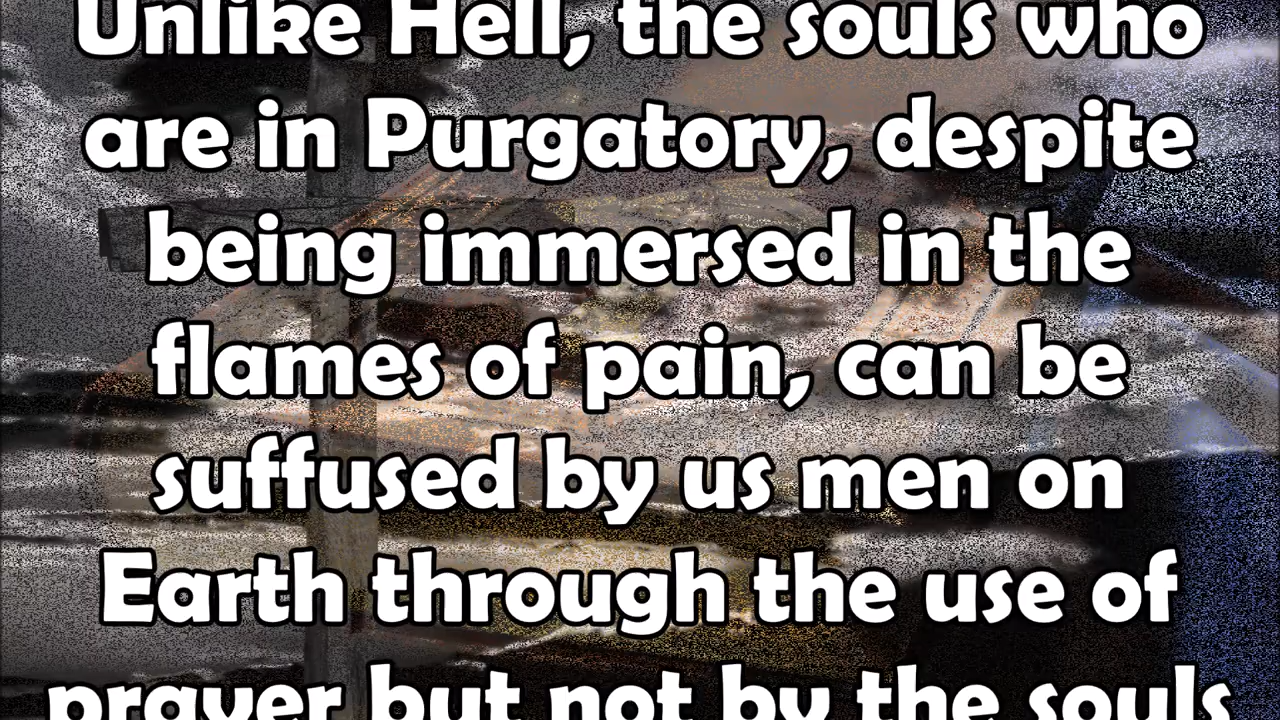 Unlike Hell, the souls who
are in Purgatory, despite
being immersed in the
flames of pain, can be
suffused by us men on
Earth through the use of
prayer but not by the souls